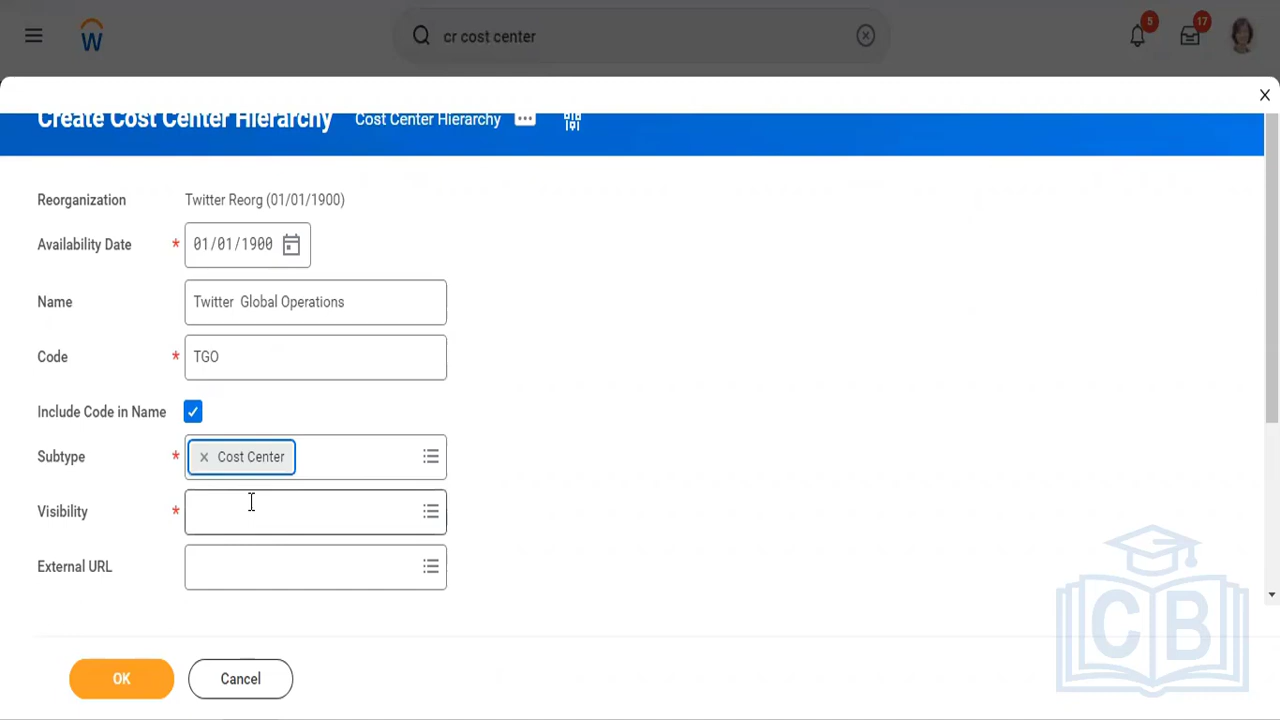 W
cr cost center
5
17
Create Cost Center Hierarchy
Cost Center Hierarchy
Reorganization
Twitter Reorg (01/01/1900)
Availability Date
*
01/01/1900
Name
Twitter  Global Operations
Code
*
TGO
Include Code in Name
Subtype
*
× Cost Center
Visibility
*
External URL
OK
Cancel
CB